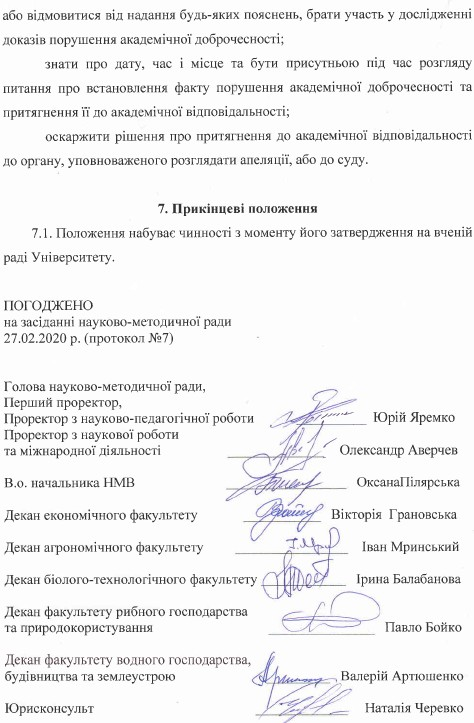 або відмовитися від надання будь-яких пояснень, брати участь у дослідженні
доказів порушення академічної доброчесності;
знати про дату, час і місце та бути присутньою під час розгляду
питання про встановлення факту порушення академічної доброчесності та
притягнення її до академічної відповідальності;
оскаржити рішення про притягнення до академічної відповідальності
до органу, уповноваженого розглядати апеляції, або до суду.
7. Прикінцеві положення
7.1. Положення набуває чинності з моменту його затвердження на вченій
раді Університету.
ПОГОДЖЕНО
на засіданні науково-методичної ради
27.02.2020 р. (протокол №7)
Голова науково-методичної ради,
Перший проректор,
Проректор з науково-педагогічної роботи Юрій Яремко
Проректор з наукової роботи
та міжнародної діяльності Олександр Аверчев
В.о. начальника НМВ ОксанаПілярська
Декан економічного факультету Вікторія Грановська
Декан агрономічного факультету Іван Мринський
Декан біолого-технологічного факультету Ірина Балабанова
Декан факультету рибного господарства
та природокористування Павло Бойко
Декан факультету водного господарства,
будівництва та землеустрою Валерій Артюшенко
Юрисконсульт Наталія Черевко